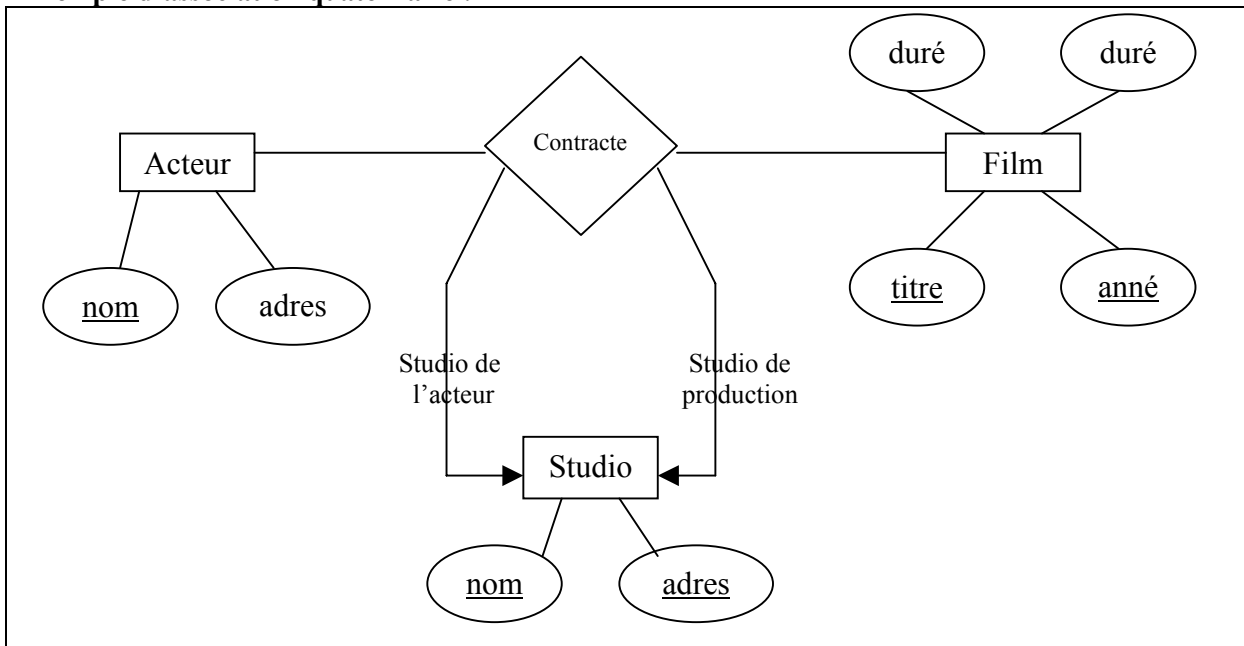 duré
duré
Contracte
Acteur
Film
nom
adres
titre
anné
Studio de
l’acteur
Studio de
production
Studio
nom
adres